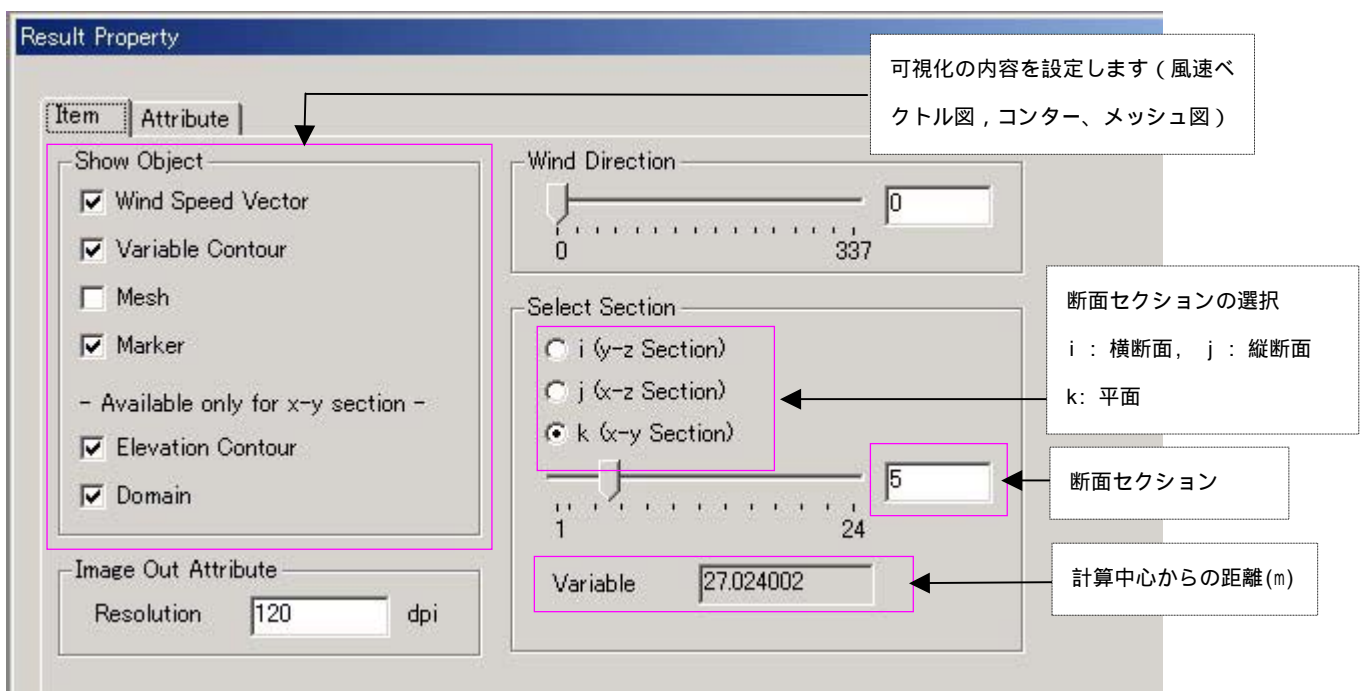 Result Property
可視化の内容を設定します(風速ベ
クトル図,コンター、メッシュ図)
Item
Attribute
Show Object
Wind Speed Vector
Variable Contour
Mesh
Marker
- Available only for x-y section -
Elevation Contour
Domain
Image Out Attribute
Resolution 120 dpi
Wind Direction
0
0 337
Select Section
i (y-z Section)
j (x-z Section)
k (x-y Section)
5
1 24
Variable 27.024002
断面セクションの選択
i : 横断面, j : 縦断面
k: 平面
断面セクション
計算中心からの距離(m)